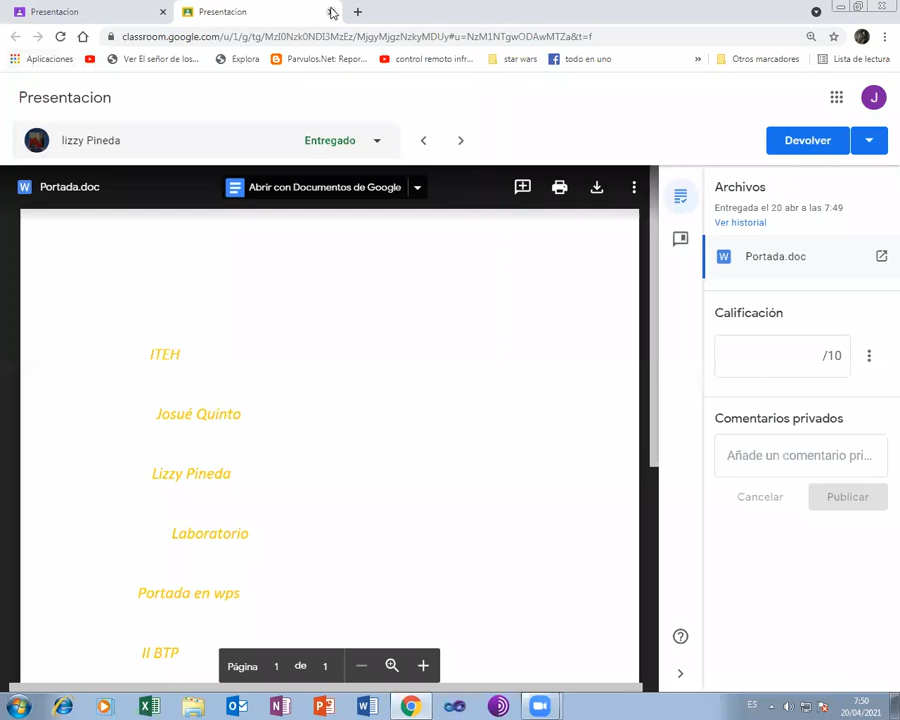 Presentacion
Presentacion
classroom.google.com/u/1/g/tg/MzI0Nzk0NDI3MzEz/MjgyMjgzNzkyMDUy#u=NzM1NTgwODAwMTZa&t=f
Aplicaciones
Ver El señor de los...
Explora
Parvulos.Net: Repor...
control remoto infr...
star wars
todo en uno
»
Otros marcadores
Lista de lectura
Presentacion
J
lizzy Pineda
Entregado
Devolver
W Portada.doc
Abrir con Documentos de Google
Archivos
Entregada el 20 abr a las 7:49
Ver historial
W Portada.doc
Calificación
/10
Comentarios privados
Añade un comentario pri...
Cancelar
Publicar
ITEH
Josué Quinto
Lizzy Pineda
Laboratorio
Portada en wps
II BTP
Página 1 de 1
ES
7:50
20/04/2021